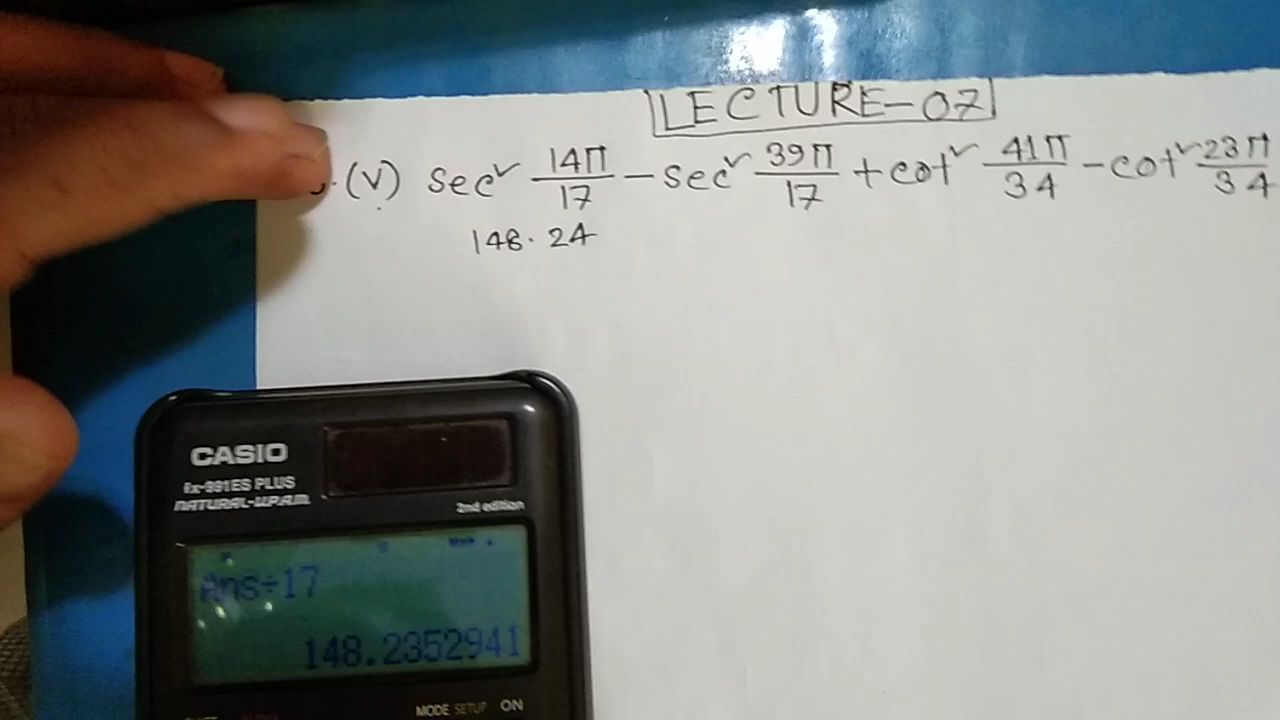 LECTURE-07
.(V) sec² 14π/17 − sec² 39π/17 + cot² 41π/34 − cot² 23π/34
148.24
CASIO
fx-991ES PLUS
NATURAL-V.P.A.M.
2nd edition
Ans÷17
148.2352941
MODE SETUP ON